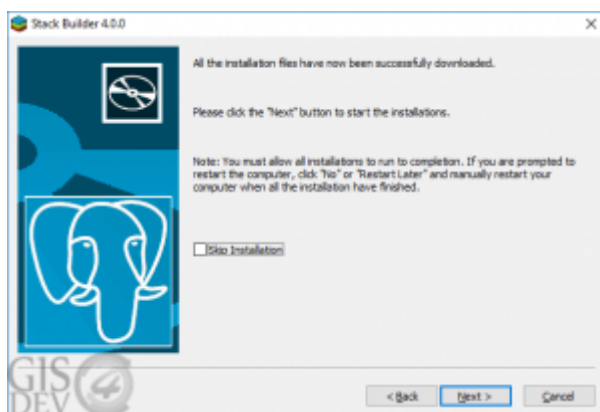 Stack Builder 4.0.0
All the installation files have now been successfully downloaded.
Please click the "Next" button to start the installations.
Note: You must allow all installations to run to completion. If you are prompted to
restart the computer, click "No" or "Restart Later" and manually restart your
computer when all the installation have finished.
Skip Installation
GIS
DEV 4
< Back
Next >
Cancel